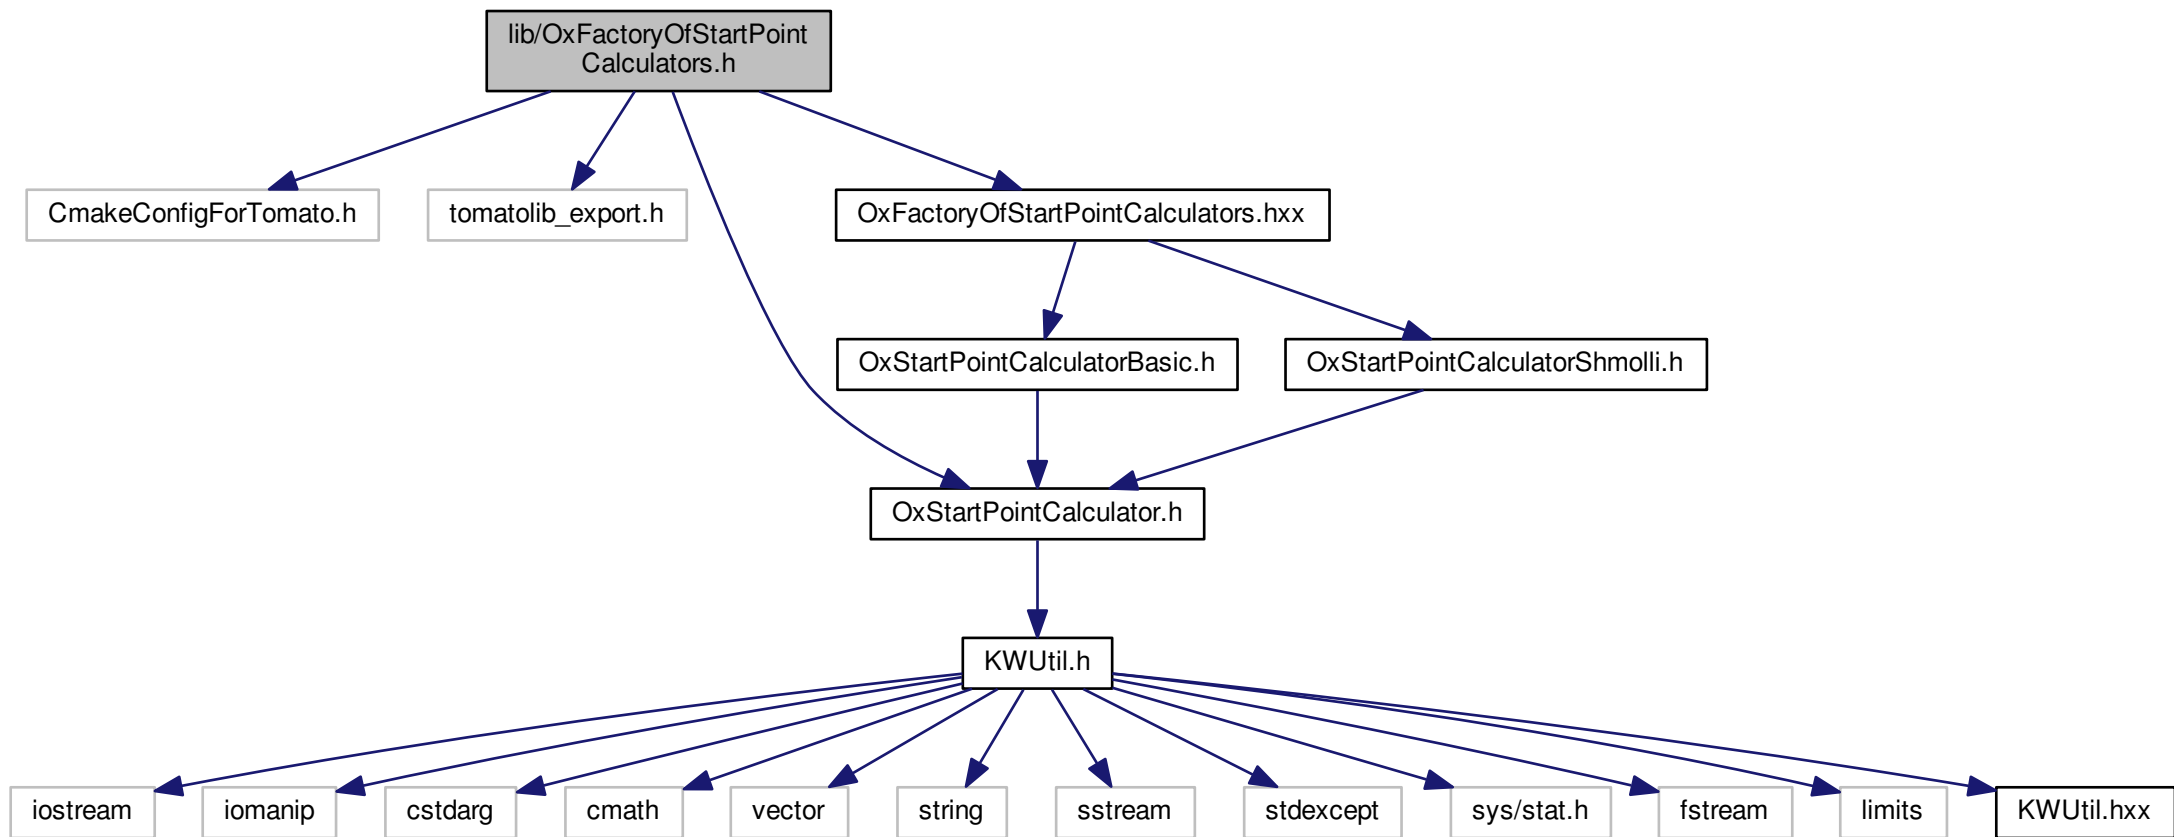 lib/OxFactoryOfStartPoint
Calculators.h
CmakeConfigForTomato.h
tomatolib_export.h
OxFactoryOfStartPointCalculators.hxx
OxStartPointCalculatorBasic.h
OxStartPointCalculatorShmolli.h
OxStartPointCalculator.h
KWUtil.h
iostream
iomanip
cstdarg
cmath
vector
string
sstream
stdexcept
sys/stat.h
fstream
limits
KWUtil.hxx